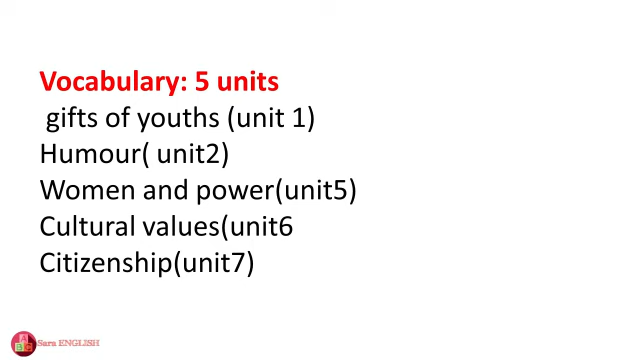 Vocabulary: 5 units
gifts of youths (unit 1)
Humour( unit2)
Women and power(unit5)
Cultural values(unit6
Citizenship(unit7)
A
B C
Sara ENGLISH